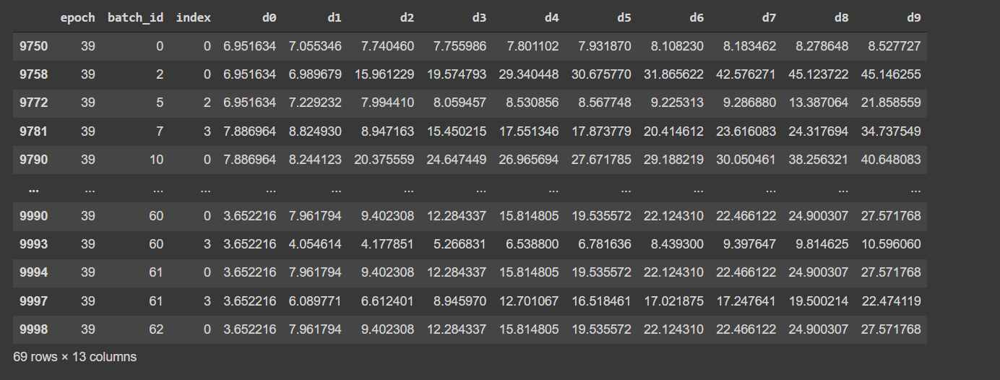 epoch batch_id index d0 d1 d2 d3 d4 d5 d6 d7 d8 d9
9750 39 0 0 6.951634 7.055346 7.740460 7.755986 7.801102 7.931870 8.108230 8.183462 8.278648 8.527727
9758 39 2 0 6.951634 6.989679 15.961229 19.574793 29.340448 30.675770 31.865622 42.576271 45.123722 45.146255
9772 39 5 2 6.951634 7.229232 7.994410 8.059457 8.530856 8.567748 9.225313 9.286880 13.387064 21.858559
9781 39 7 3 7.886964 8.824930 8.947163 15.450215 17.551346 17.873779 20.414612 23.616083 24.317694 34.737549
9790 39 10 0 7.886964 8.244123 20.375559 24.647449 26.965694 27.671785 29.188219 30.050461 38.256321 40.648083
... ... ... ... ... ... ... ... ... ... ... ... ... ...
9990 39 60 0 3.652216 7.961794 9.402308 12.284337 15.814805 19.535572 22.124310 22.466122 24.900307 27.571768
9993 39 60 3 3.652216 4.054614 4.177851 5.266831 6.538800 6.781636 8.439300 9.397647 9.814625 10.596060
9994 39 61 0 3.652216 7.961794 9.402308 12.284337 15.814805 19.535572 22.124310 22.466122 24.900307 27.571768
9997 39 61 3 3.652216 6.089771 6.612401 8.945970 12.701067 16.518461 17.021875 17.247641 19.500214 22.474119
9998 39 62 0 3.652216 7.961794 9.402308 12.284337 15.814805 19.535572 22.124310 22.466122 24.900307 27.571768
69 rows × 13 columns